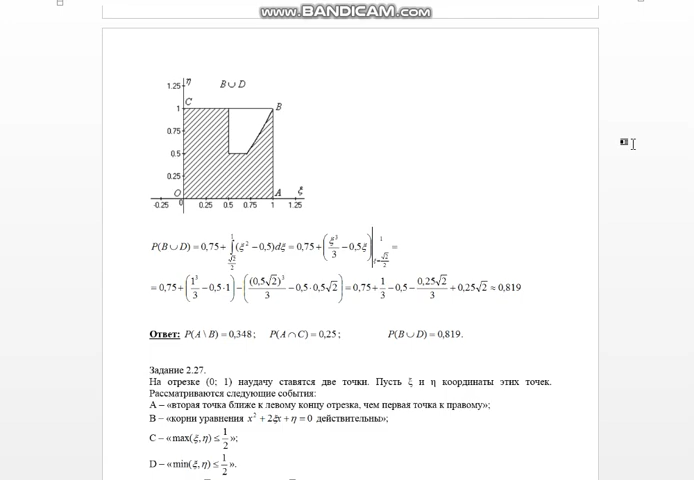 www.BANDICAM.com
1.25 η B∪D
C
1 B
0.75
0.5
0.25
O A ξ
-0.25 0 0.25 0.5 0.75 1 1.25
P(B∪D) = 0,75 + ∫_{√2/2}^{1} (ξ² − 0,5)dξ = 0,75 + (ξ³/3 − 0,5ξ)|_{ξ=√2/2}^{1} =
= 0,75 + (1³/3 − 0,5·1) − ((0,5√2)³/3 − 0,5·0,5√2) = 0,75 + 1/3 − 0,5 − 0,25√2/3 + 0,25√2 ≈ 0,819
Ответ: P(A \ B) = 0,348; P(A ∩ C) = 0,25; P(B ∪ D) = 0,819.
Задание 2.27.
На отрезке (0; 1) наудачу ставятся две точки. Пусть ξ и η координаты этих точек.
Рассматриваются следующие события:
А – «вторая точка ближе к левому концу отрезка, чем первая точка к правому»;
В – «корни уравнения x² + 2ξx + η = 0 действительны»;
С – «max(ξ, η) ≤ 1/2»;
D – «min(ξ, η) ≤ 1/2».